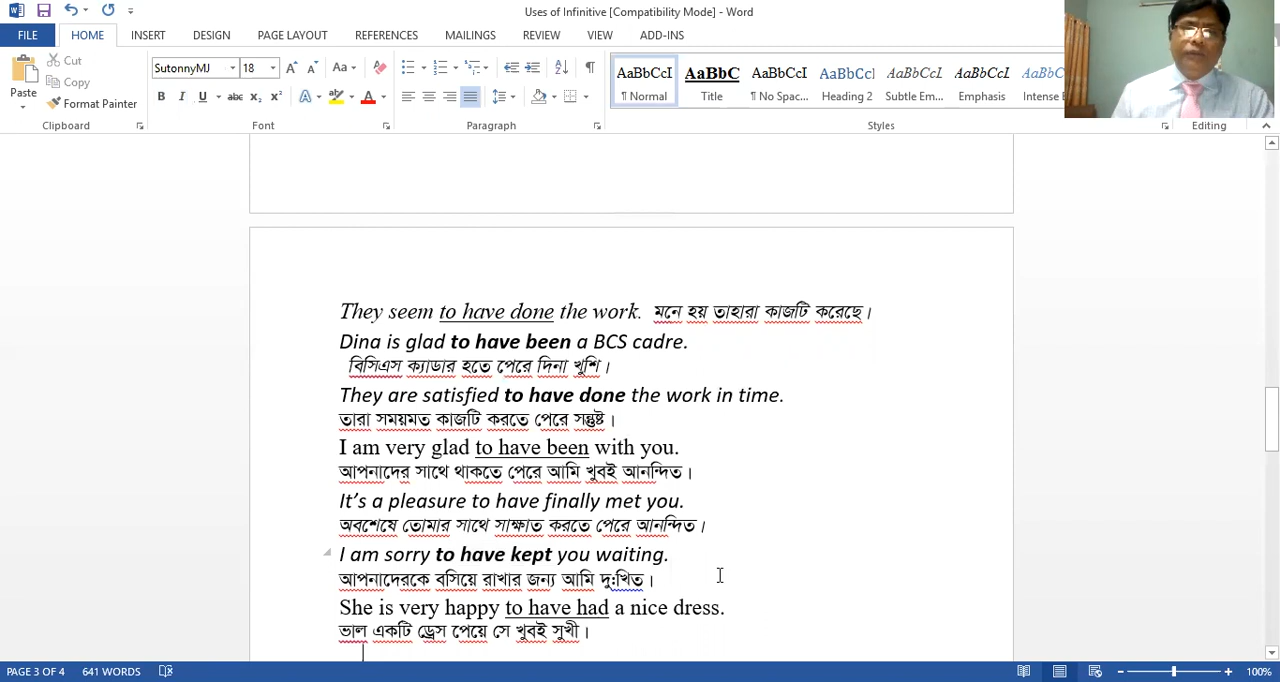 Uses of Infinitive [Compatibility Mode] - Word
FILE HOME INSERT DESIGN PAGE LAYOUT REFERENCES MAILINGS REVIEW VIEW ADD-INS
Paste
Cut
Copy
Format Painter
Clipboard
SutonnyMJ 18
Font
Paragraph
AaBbCcI AaBbC AaBbCcI AaBbCcl AaBbCcL AaBbCcI AaBbC
¶ Normal Title ¶ No Spac... Heading 2 Subtle Em... Emphasis Intense E
Styles
Editing
They seem to have done the work. মনে হয় তাহারা কাজটি করেছে।
Dina is glad to have been a BCS cadre.
বিসিএস ক্যাডার হতে পেরে দিনা খুশি।
They are satisfied to have done the work in time.
তারা সময়মত কাজটি করতে পেরে সন্তুষ্ট।
I am very glad to have been with you.
আপনাদের সাথে থাকতে পেরে আমি খুবই আনন্দিত।
It’s a pleasure to have finally met you.
অবশেষে তোমার সাথে সাক্ষাত করতে পেরে আনন্দিত।
I am sorry to have kept you waiting.
আপনাদেরকে বসিয়ে রাখার জন্য আমি দু:খিত।
She is very happy to have had a nice dress.
ভাল একটি ড্রেস পেয়ে সে খুবই সুখী।
PAGE 3 OF 4 641 WORDS 100%